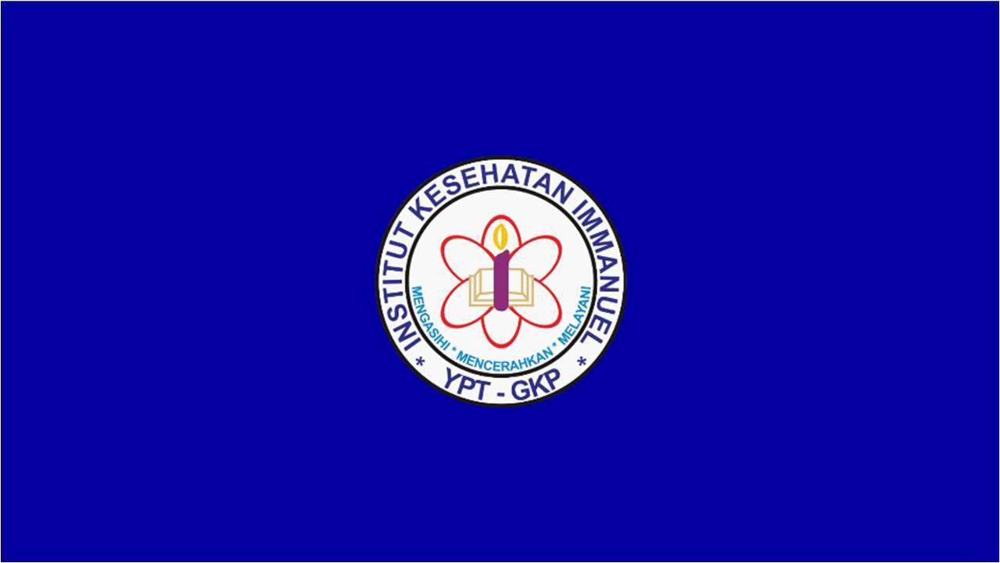 INSTITUT KESEHATAN IMMANUEL
MENGASIHI * MENCERAHKAN * MELAYANI
* YPT - GKP *